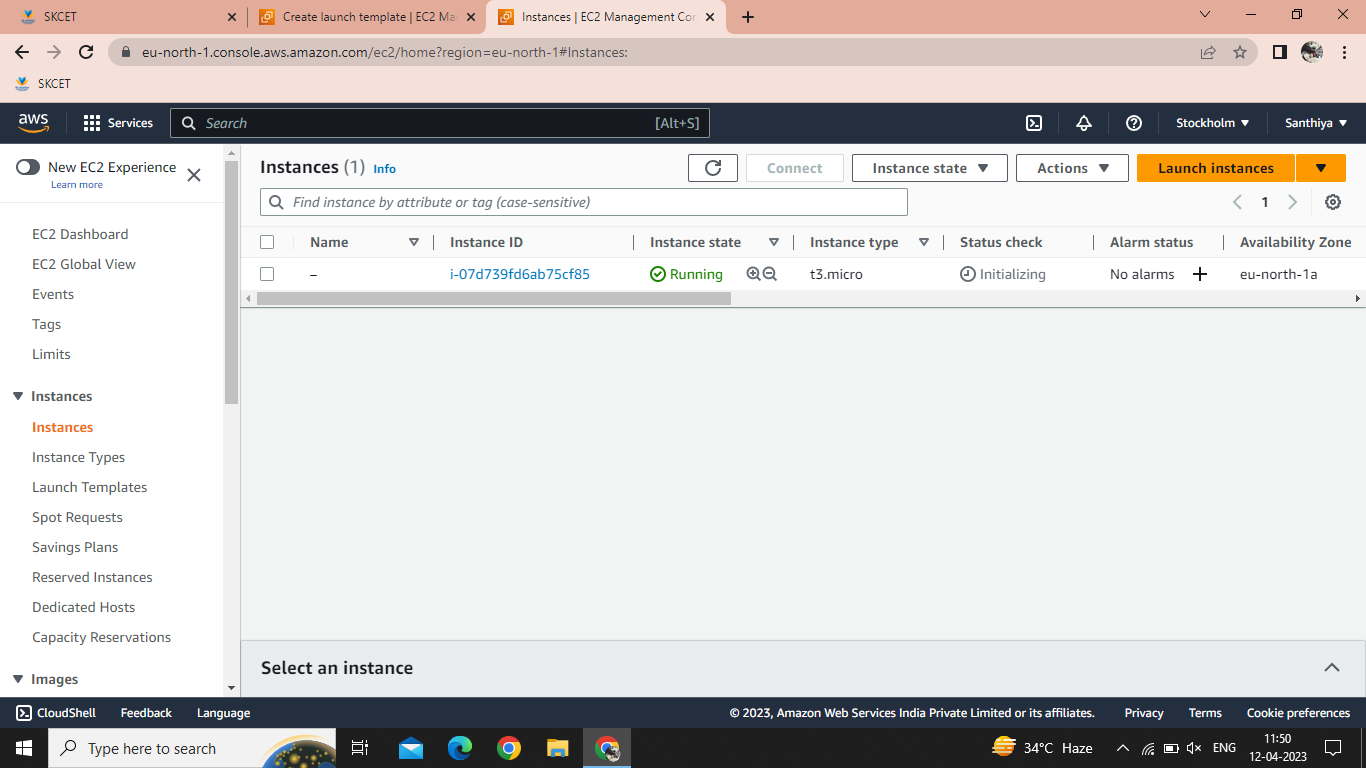 SKCET
Create launch template | EC2 Ma
Instances | EC2 Management Con
eu-north-1.console.aws.amazon.com/ec2/home?region=eu-north-1#Instances:
SKCET
aws
Services
Search
[Alt+S]
Stockholm
Santhiya
New EC2 Experience
Learn more
EC2 Dashboard
EC2 Global View
Events
Tags
Limits
Instances
Instances
Instance Types
Launch Templates
Spot Requests
Savings Plans
Reserved Instances
Dedicated Hosts
Capacity Reservations
Images
Instances (1) Info
Connect
Instance state
Actions
Launch instances
Find instance by attribute or tag (case-sensitive)
1
Name Instance ID Instance state Instance type Status check Alarm status Availability Zone
– i-07d739fd6ab75cf85 Running t3.micro Initializing No alarms + eu-north-1a
Select an instance
CloudShell Feedback Language © 2023, Amazon Web Services India Private Limited or its affiliates. Privacy Terms Cookie preferences
Type here to search
34°C Haze
ENG
11:50
12-04-2023